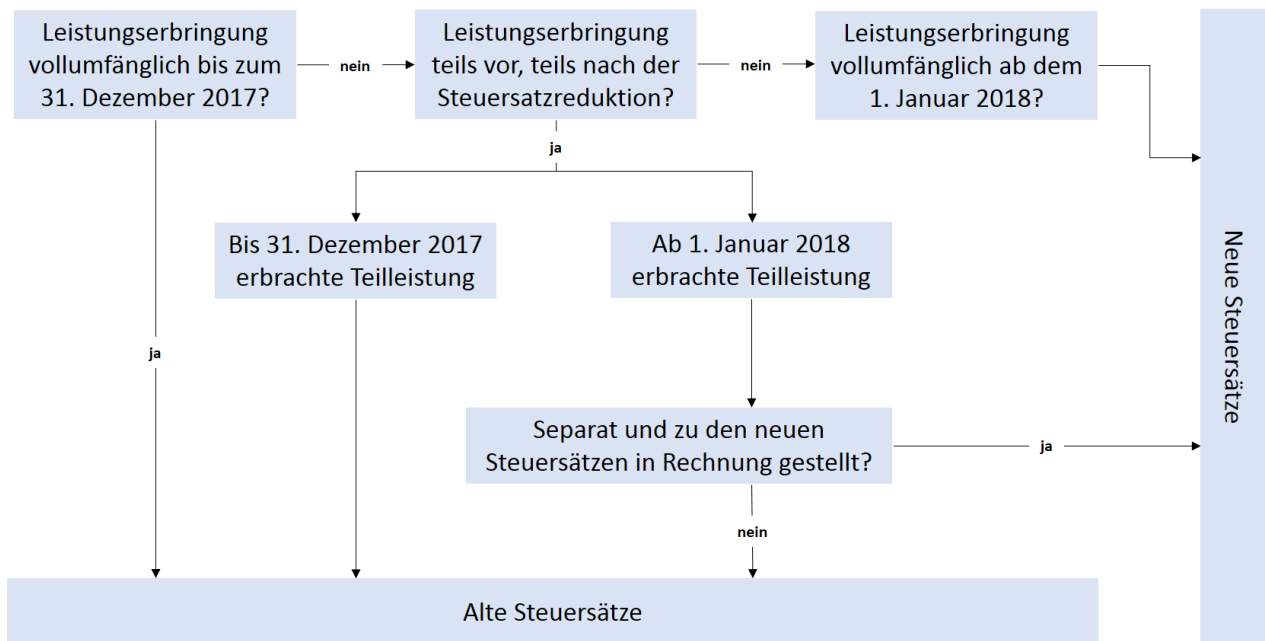 Leistungserbringung
vollumfänglich bis zum
31. Dezember 2017?
nein
Leistungserbringung
teils vor, teils nach der
Steuersatzreduktion?
nein
Leistungserbringung
vollumfänglich ab dem
1. Januar 2018?
ja
Bis 31. Dezember 2017
erbrachte Teilleistung
Ab 1. Januar 2018
erbrachte Teilleistung
ja
Separat und zu den neuen
Steuersätzen in Rechnung gestellt?
ja
nein
Alte Steuersätze
Neue Steuersätze